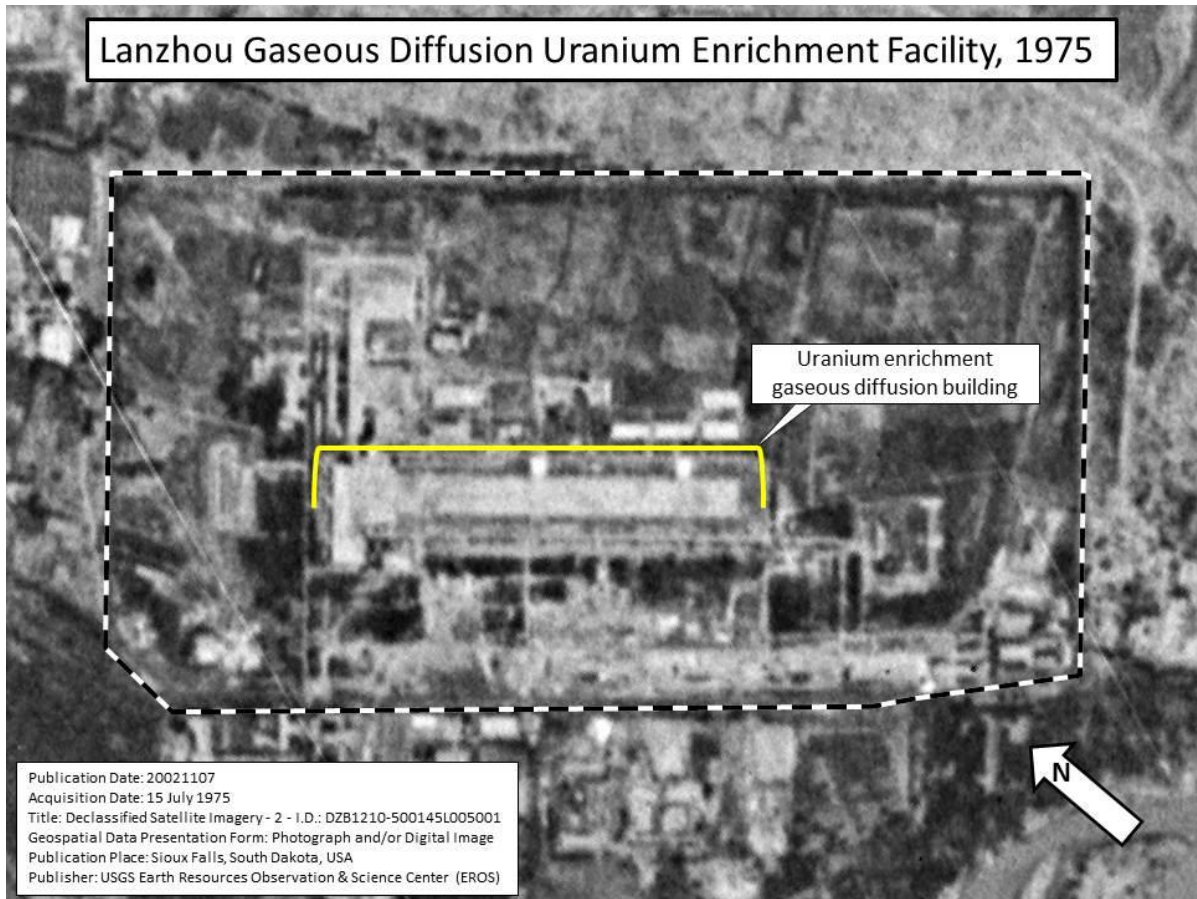 Lanzhou Gaseous Diffusion Uranium Enrichment Facility, 1975
Uranium enrichment
gaseous diffusion building
N
Publication Date: 20021107
Acquisition Date: 15 July 1975
Title: Declassified Satellite Imagery - 2 - I.D.: DZB1210-500145L005001
Geospatial Data Presentation Form: Photograph and/or Digital Image
Publication Place: Sioux Falls, South Dakota, USA
Publisher: USGS Earth Resources Observation & Science Center (EROS)